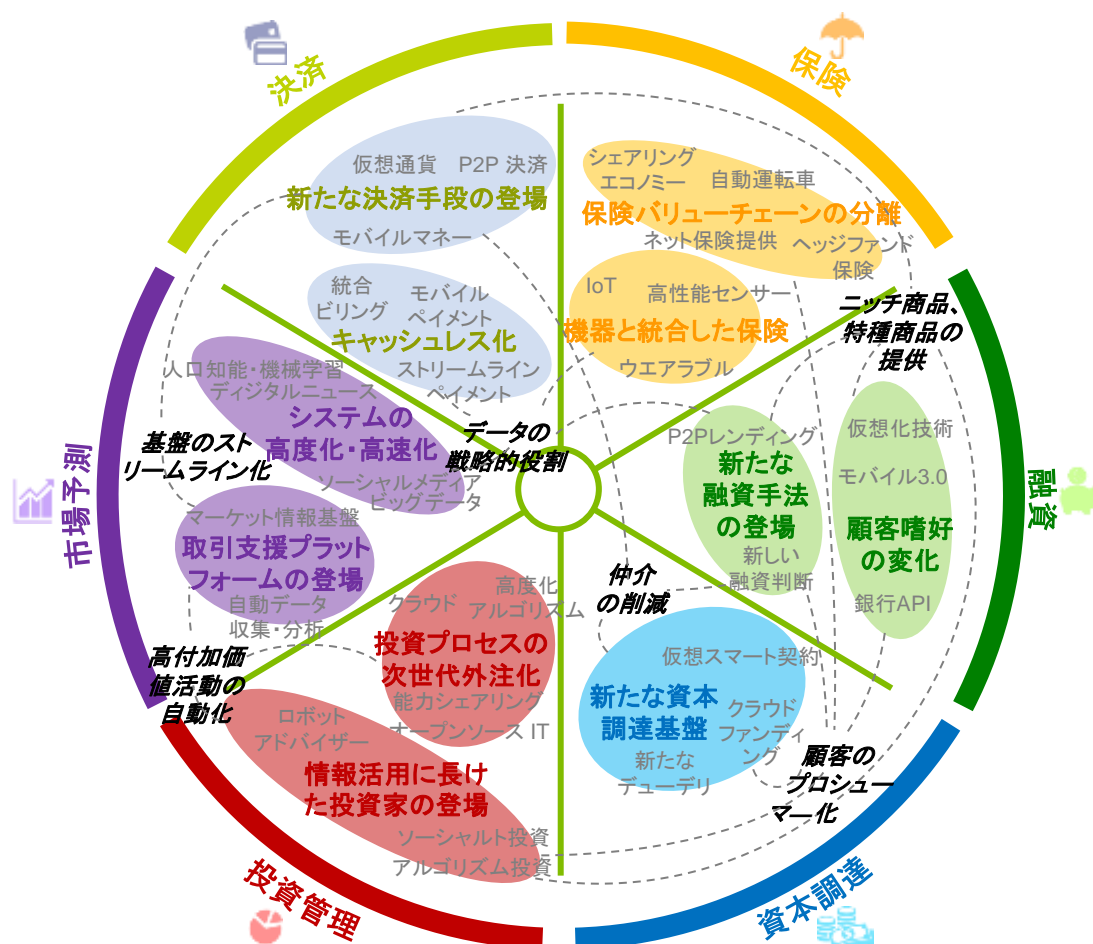 決済
仮想通貨 P2P 決済
新たな決済手段の登場
モバイルマネー
統合
ビリング
モバイル
ペイメント
キャッシュレス化
ストリームライン
ペイメント
保険
シェアリング
エコノミー
自動運転車
保険バリューチェーンの分離
ネット保険提供
ヘッジファンド
保険
IoT
高性能センサー
機器と統合した保険
ウエアラブル
ニッチ商品、
特種商品の
提供
融資
P2Pレンディング
新たな
融資手法
の登場
新しい
融資判断
仮想化技術
モバイル3.0
顧客嗜好
の変化
銀行API
市場予測
人口知能・機械学習
ディジタルニュース
システムの
高度化・高速化
ソーシャルメディア
ビッグデータ
基盤のスト
リームライン化
データの
戦略的役割
マーケット情報基盤
取引支援プラット
フォームの登場
自動データ
収集・分析
高付加価
値活動の
自動化
投資管理
クラウド
高度化
アルゴリズム
投資プロセスの
次世代外注化
能力シェアリング
オープンソース IT
ロボット
アドバイザー
情報活用に長け
た投資家の登場
ソーシャルト投資
アルゴリズム投資
資本調達
仲介
の削減
仮想スマート契約
新たな資本
調達基盤
クラウド
ファンディ
ング
新たな
デューデリ
顧客の
プロシュー
マー化